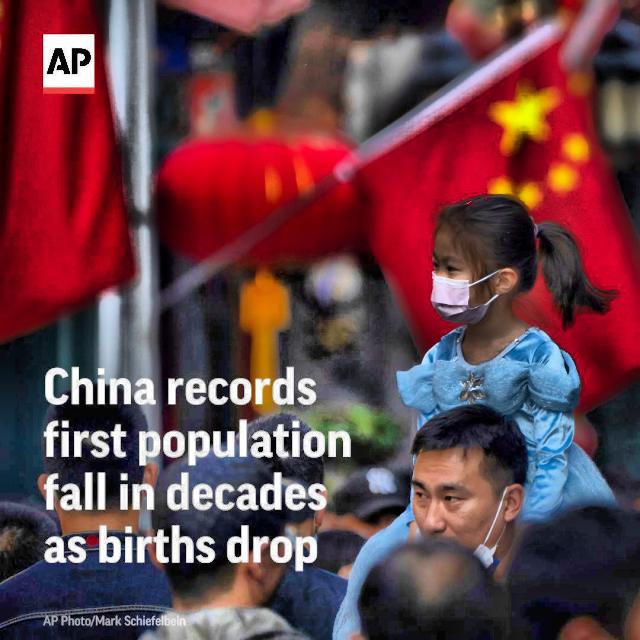 AP
China records
first population
fall in decades
as births drop
AP Photo/Mark Schiefelbein